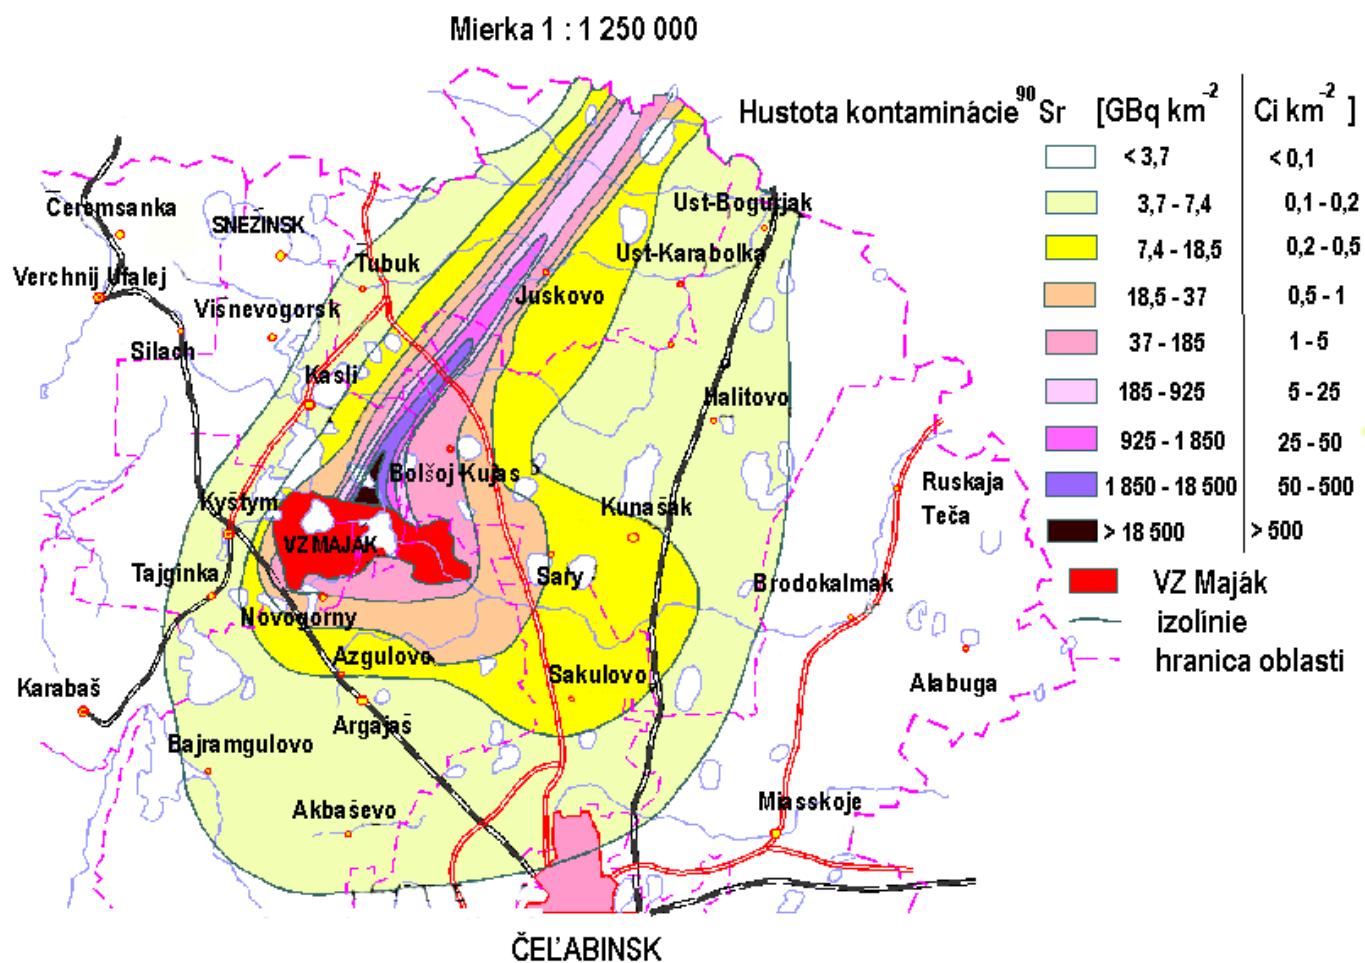 Mierka 1 : 1 250 000
Hustota kontaminácie ⁹⁰Sr [GBq km⁻² Ci km⁻² ]
< 3,7 < 0,1
3,7 - 7,4 0,1 - 0,2
7,4 - 18,5 0,2 - 0,5
18,5 - 37 0,5 - 1
37 - 185 1 - 5
185 - 925 5 - 25
925 - 1 850 25 - 50
1 850 - 18 500 50 - 500
> 18 500 > 500
VZ Maják
izolínie
hranica oblasti
Čeremšanka
SNEŽINSK
Ust-Bogurjak
Tubuk
Ust-Karabolka
Verchnij Ufalej
Juskovo
Višnevogorsk
Silach
Kasli
Halitovo
Bolšoj Kujaš
Ruskaja
Teča
Kyštym
Kunašak
VZ MAJÁK
Tajginka
Sary
Brodokalmak
Novogorny
Azgulovo
Sakulovo
Karabaš
Alabuga
Argajaš
Bajramgulovo
Akbaševo
Miasskoje
ČEĽABINSK